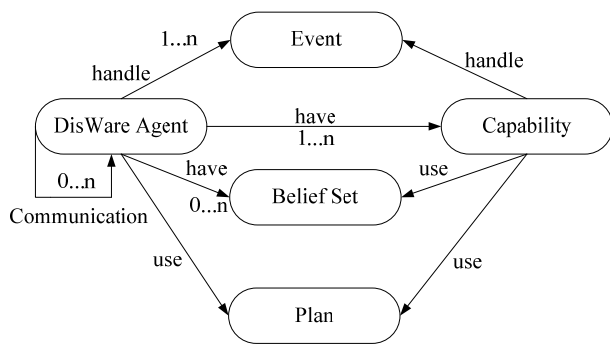 1...n
Event
handle
handle
DisWare Agent
have
1...n
Capability
0...n
Communication
have
0...n
Belief Set
use
use
use
Plan